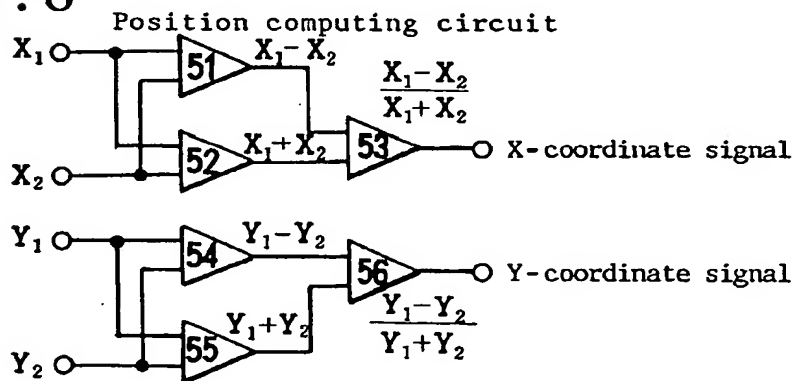 Position computing circuit
X₁
51
X₁-X₂
X₁-X₂
X₁+X₂
52
X₁+X₂
53
X-coordinate signal
X₂
Y₁
54
Y₁-Y₂
56
Y-coordinate signal
Y₁-Y₂
Y₁+Y₂
Y₁+Y₂
55
Y₂